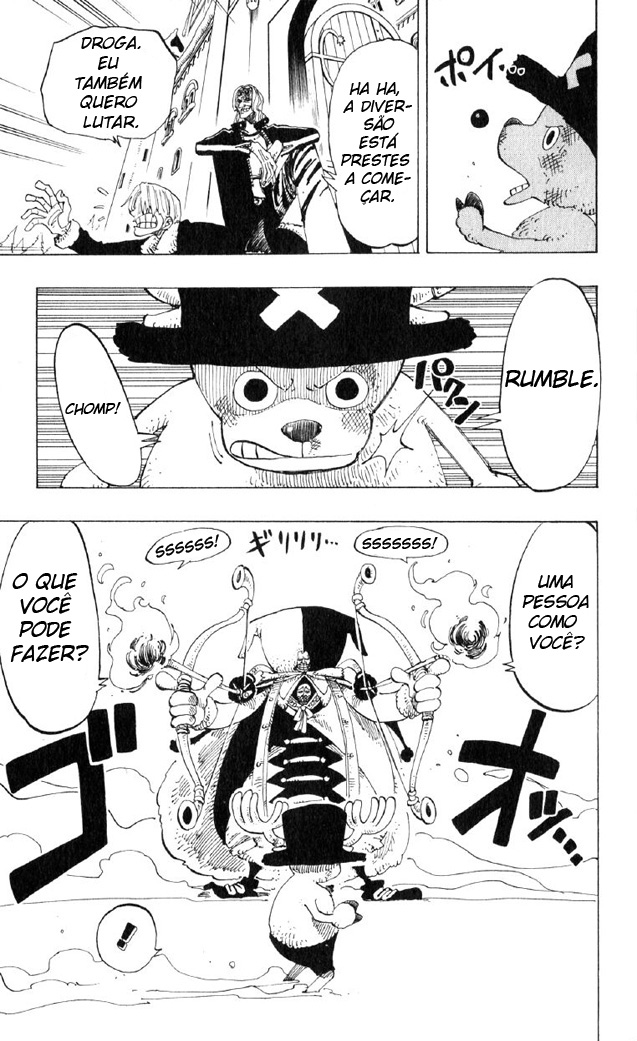 ポイ...
HA HA,
A DIVER-
SÃO
ESTÁ
PRESTES
A COME-
ÇAR.
DROGA.
EU
TAMBÉM
QUERO
LUTAR.
RUMBLE.
パクン
CHOMP!
UMA
PESSOA
COMO
VOCÊ?
SSSSSSS!
ギリリリ...
SSSSSS!
O QUE
VOCÊ
PODE
FAZER?
ゴオッ...
!